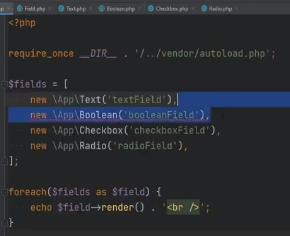 Field.php × Text.php × Boolean.php × Checkbox.php × Radio.php ×
<?php
require_once __DIR__ . '/../vendor/autoload.php';
$fields = [
new \App\Text('textField'),
new \App\Boolean('booleanField'),
new \App\Checkbox('checkboxField'),
new \App\Radio('radioField'),
];
foreach($fields as $field) {
echo $field->render() . '<br />';
}